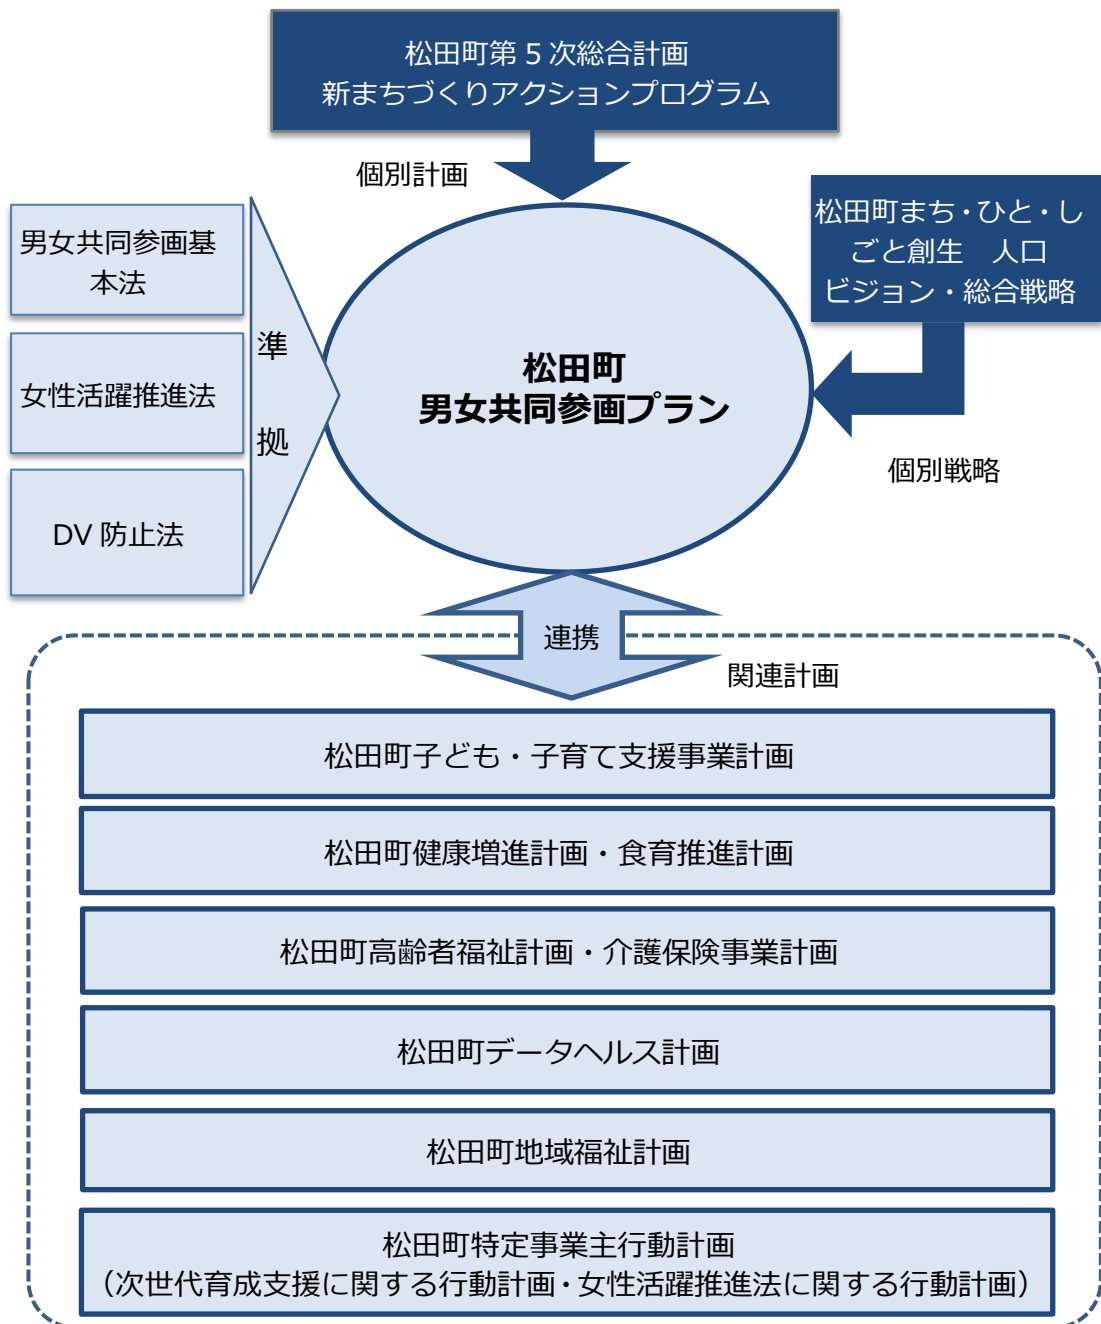 松田町第 5 次総合計画
新まちづくりアクションプログラム
個別計画
松田町まち・ひと・し
ごと創生　人口
ビジョン・総合戦略
男女共同参画基
本法
女性活躍推進法
DV 防止法
準
拠
松田町
男女共同参画プラン
個別戦略
連携
関連計画
松田町子ども・子育て支援事業計画
松田町健康増進計画・食育推進計画
松田町高齢者福祉計画・介護保険事業計画
松田町データヘルス計画
松田町地域福祉計画
松田町特定事業主行動計画
（次世代育成支援に関する行動計画・女性活躍推進法に関する行動計画）